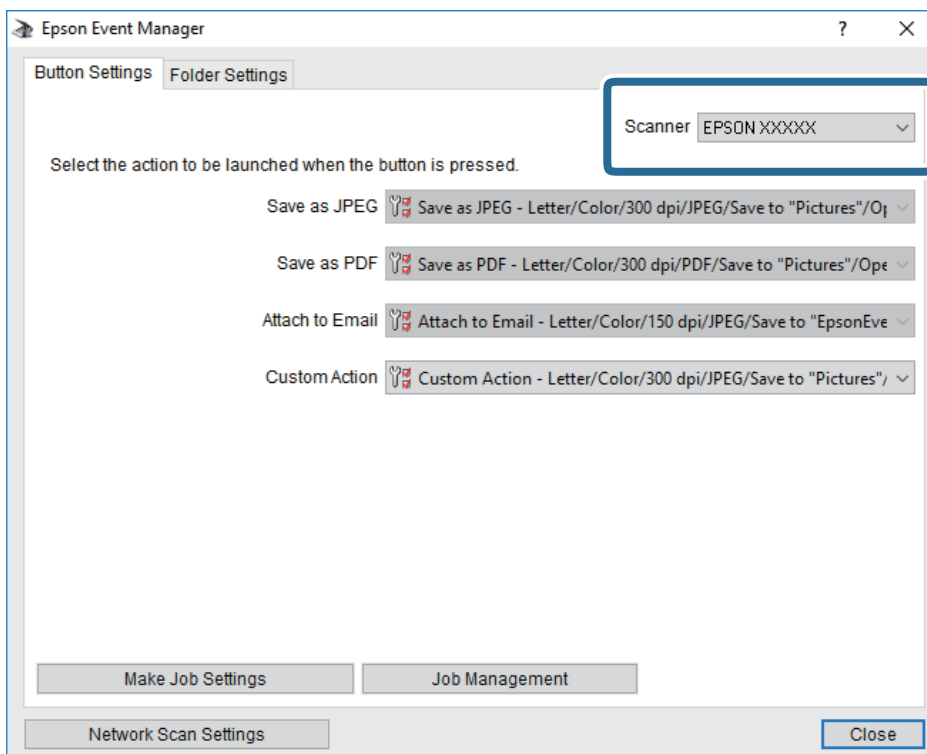 Epson Event Manager
Button Settings Folder Settings
Scanner EPSON XXXXX
Select the action to be launched when the button is pressed.
Save as JPEG Save as JPEG - Letter/Color/300 dpi/JPEG/Save to "Pictures"/Op
Save as PDF Save as PDF - Letter/Color/300 dpi/PDF/Save to "Pictures"/Ope
Attach to Email Attach to Email - Letter/Color/150 dpi/JPEG/Save to "EpsonEve
Custom Action Custom Action - Letter/Color/300 dpi/JPEG/Save to "Pictures"/
Make Job Settings Job Management
Network Scan Settings Close